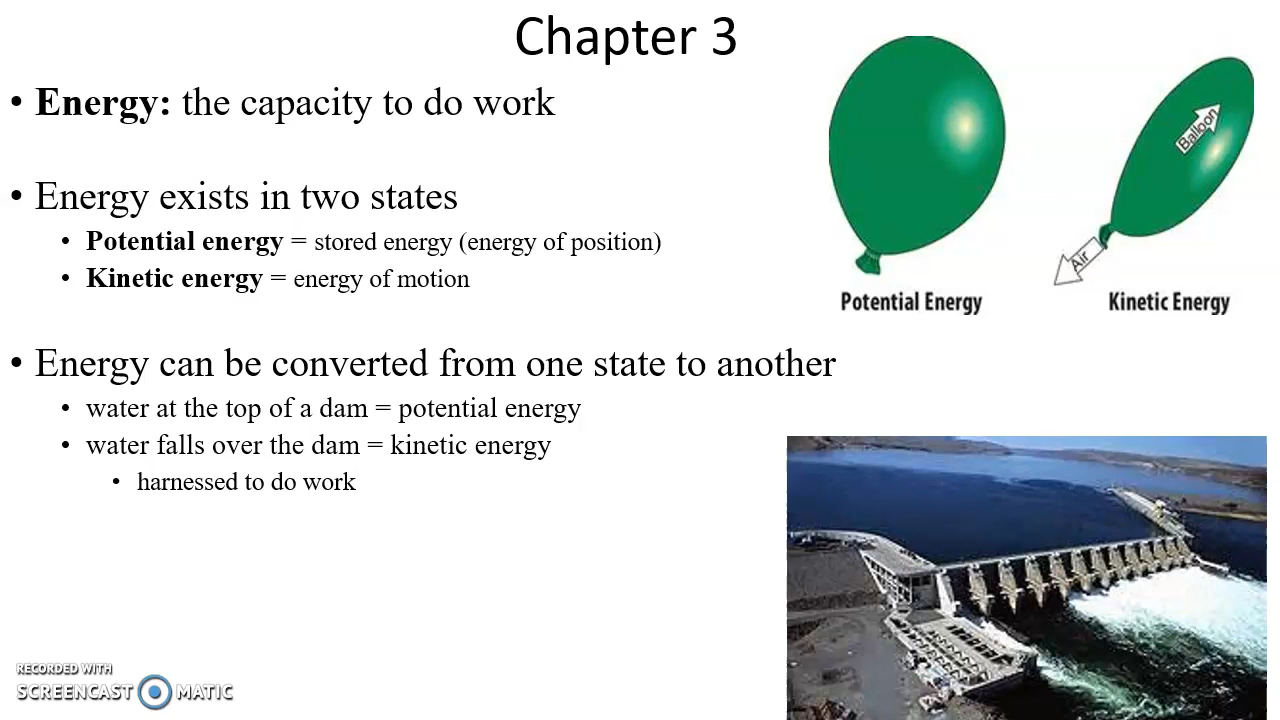 Chapter 3
• Energy: the capacity to do work
• Energy exists in two states
• Potential energy = stored energy (energy of position)
• Kinetic energy = energy of motion
• Energy can be converted from one state to another
• water at the top of a dam = potential energy
• water falls over the dam = kinetic energy
• harnessed to do work
Balloon
Air
Potential Energy
Kinetic Energy
RECORDED WITH
SCREENCAST MATIC